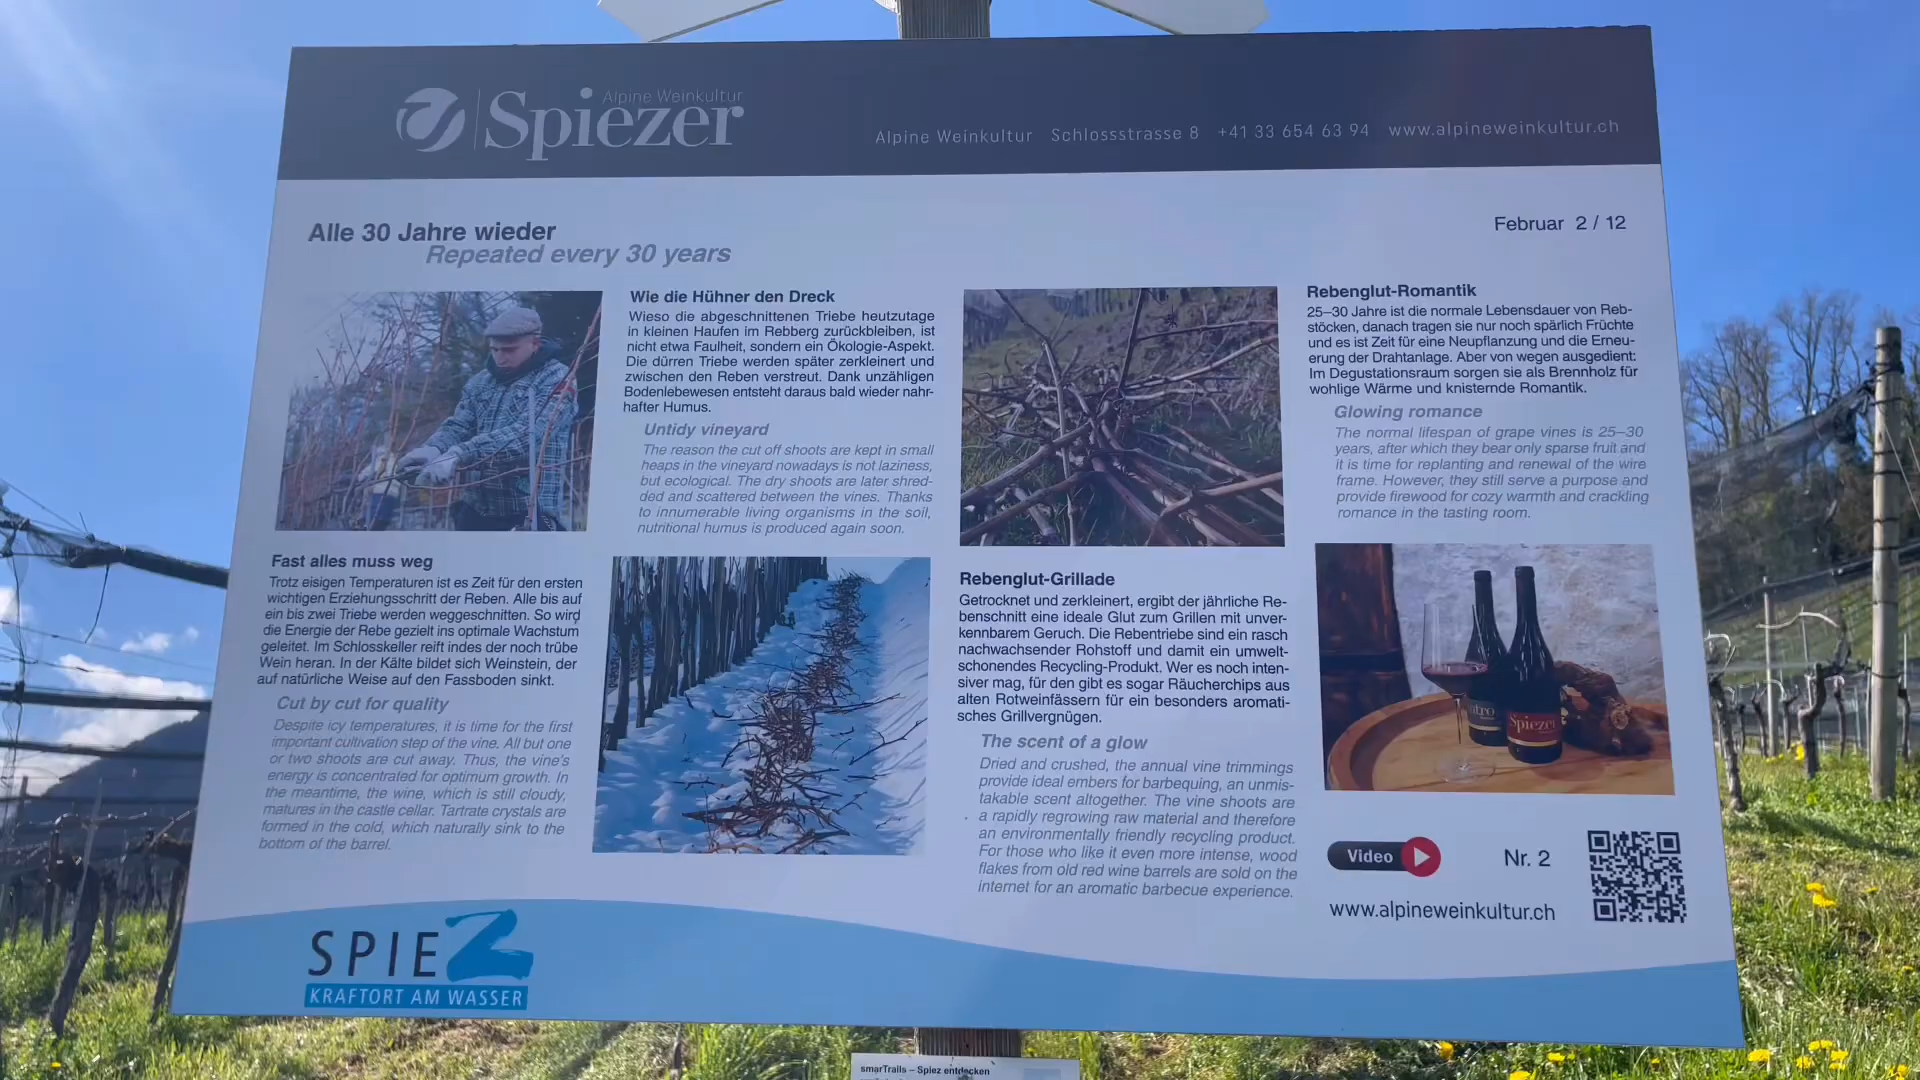 Alpine Weinkultur
Spiezer
Alpine Weinkultur Schlossstrasse 8 +41 33 654 63 94 www.alpineweinkultur.ch
Alle 30 Jahre wieder
Repeated every 30 years
Februar 2 / 12
Fast alles muss weg
Trotz eisigen Temperaturen ist es Zeit für den ersten
wichtigen Erziehungsschritt der Reben. Alle bis auf
ein bis zwei Triebe werden weggeschnitten. So wird
die Energie der Rebe gezielt ins optimale Wachstum
geleitet. Im Schlosskeller reift indes der noch trübe
Wein heran. In der Kälte bildet sich Weinstein, der
auf natürliche Weise auf den Fassboden sinkt.
Cut by cut for quality
Despite icy temperatures, it is time for the first
important cultivation step of the vine. All but one
or two shoots are cut away. Thus, the vine's
energy is concentrated for optimum growth. In
the meantime, the wine, which is still cloudy,
matures in the castle cellar. Tartrate crystals are
formed in the cold, which naturally sink to the
bottom of the barrel.
Wie die Hühner den Dreck
Wieso die abgeschnittenen Triebe heutzutage
in kleinen Haufen im Rebberg zurückbleiben, ist
nicht etwa Faulheit, sondern ein Ökologie-Aspekt.
Die dürren Triebe werden später zerkleinert und
zwischen den Reben verstreut. Dank unzähligen
Bodenlebewesen entsteht daraus bald wieder nahr-
hafter Humus.
Untidy vineyard
The reason the cut off shoots are kept in small
heaps in the vineyard nowadays is not laziness,
but ecological. The dry shoots are later shred-
ded and scattered between the vines. Thanks
to innumerable living organisms in the soil,
nutritional humus is produced again soon.
Rebenglut-Grillade
Getrocknet und zerkleinert, ergibt der jährliche Re-
benschnitt eine ideale Glut zum Grillen mit unver-
kennbarem Geruch. Die Rebentriebe sind ein rasch
nachwachsender Rohstoff und damit ein umwelt-
schonendes Recycling-Produkt. Wer es noch inten-
siver mag, für den gibt es sogar Räucherchips aus
alten Rotweinfässern für ein besonders aromati-
sches Grillvergnügen.
The scent of a glow
Dried and crushed, the annual vine trimmings
provide ideal embers for barbequing, an unmis-
takable scent altogether. The vine shoots are
a rapidly regrowing raw material and therefore
an environmentally friendly recycling product.
For those who like it even more intense, wood
flakes from old red wine barrels are sold on the
internet for an aromatic barbecue experience.
Rebenglut-Romantik
25–30 Jahre ist die normale Lebensdauer von Reb-
stöcken, danach tragen sie nur noch spärlich Früchte
und es ist Zeit für eine Neupflanzung und die Erneu-
erung der Drahtanlage. Aber von wegen ausgedient:
Im Degustationsraum sorgen sie als Brennholz für
wohlige Wärme und knisternde Romantik.
Glowing romance
The normal lifespan of grape vines is 25–30
years, after which they bear only sparse fruit and
it is time for replanting and renewal of the wire
frame. However, they still serve a purpose and
provide firewood for cozy warmth and crackling
romance in the tasting room.
Spiezer
Video
Nr. 2
www.alpineweinkultur.ch
SPIEZ
KRAFTORT AM WASSER
smarTrails – Spiez entdecken